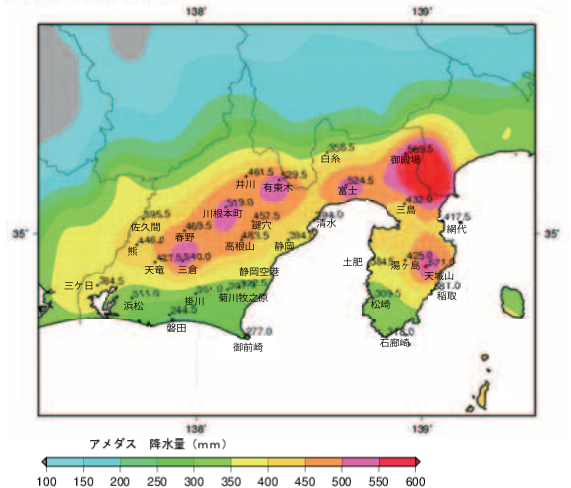 138° 139°
白糸 356.5
御殿場 569.5
井川 461.5
有東木 529.5
富士 524.5
川根本町 519.0
三島 432.0
佐久間 395.5
鍵穴 457.5
清水 394.0
網代 417.5
35° 35°
春野 469.5
熊 446.0
高根山 483.5
静岡
天竜 427.5
三倉 540.0
静岡空港
土肥
湯ヶ島 425.0
天城山
三ケ日 384.5
稲取
浜松
掛川
菊川牧之原
松崎
磐田 244.5
御前崎 277.0
石廊崎
138° 139°
アメダス 降水量（mm）
100 150 200 250 300 350 400 450 500 550 600